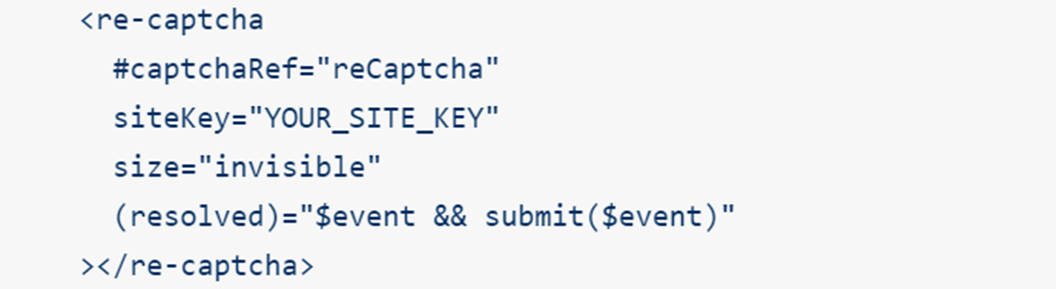 <re-captcha
#captchaRef="reCaptcha"
siteKey="YOUR_SITE_KEY"
size="invisible"
(resolved)="$event && submit($event)"
></re-captcha>